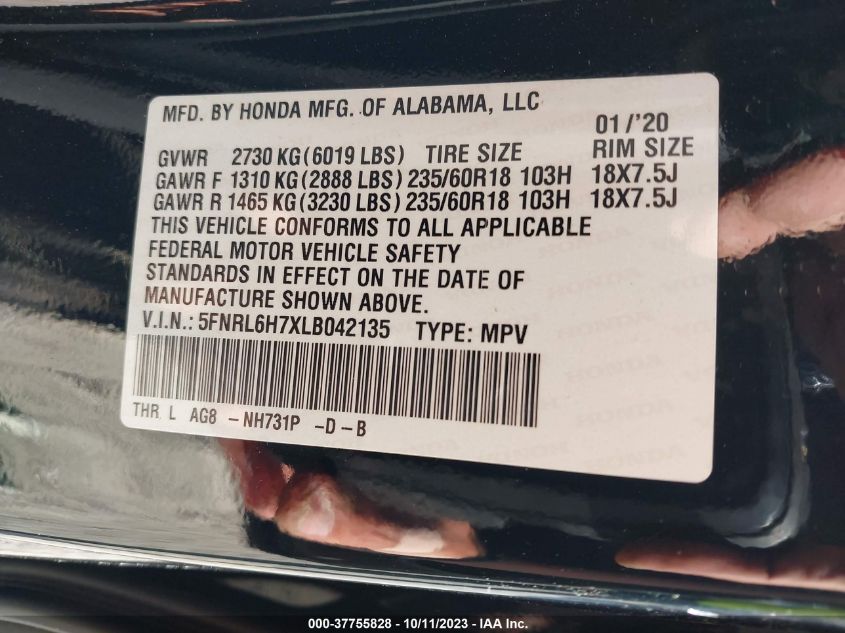 MFD. BY HONDA MFG. OF ALABAMA, LLC
01/'20
GVWR 2730 KG (6019 LBS) TIRE SIZE RIM SIZE
GAWR F 1310 KG (2888 LBS) 235/60R18 103H 18X7.5J
GAWR R 1465 KG (3230 LBS) 235/60R18 103H 18X7.5J
THIS VEHICLE CONFORMS TO ALL APPLICABLE
FEDERAL MOTOR VEHICLE SAFETY
STANDARDS IN EFFECT ON THE DATE OF
MANUFACTURE SHOWN ABOVE.
V.I.N.: 5FNRL6H7XLB042135 TYPE: MPV
THR L AG8 - NH731P -D-B
000-37755828 - 10/11/2023 - IAA Inc.